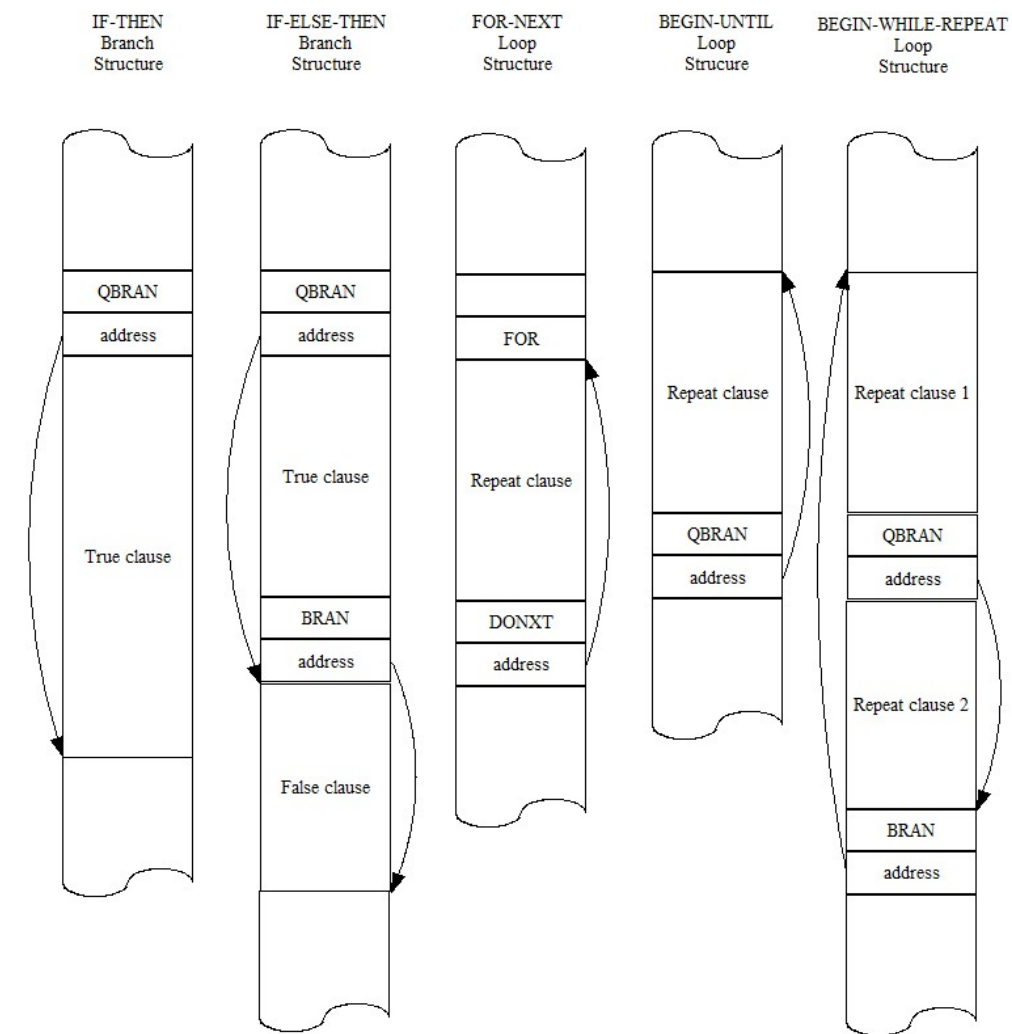 IF-THEN
Branch
Structure
IF-ELSE-THEN
Branch
Structure
FOR-NEXT
Loop
Structure
BEGIN-UNTIL
Loop
Strucure
BEGIN-WHILE-REPEAT
Loop
Structure
QBRAN
address
True clause
QBRAN
address
True clause
BRAN
address
False clause
FOR
Repeat clause
DONXT
address
Repeat clause
QBRAN
address
Repeat clause 1
QBRAN
address
Repeat clause 2
BRAN
address